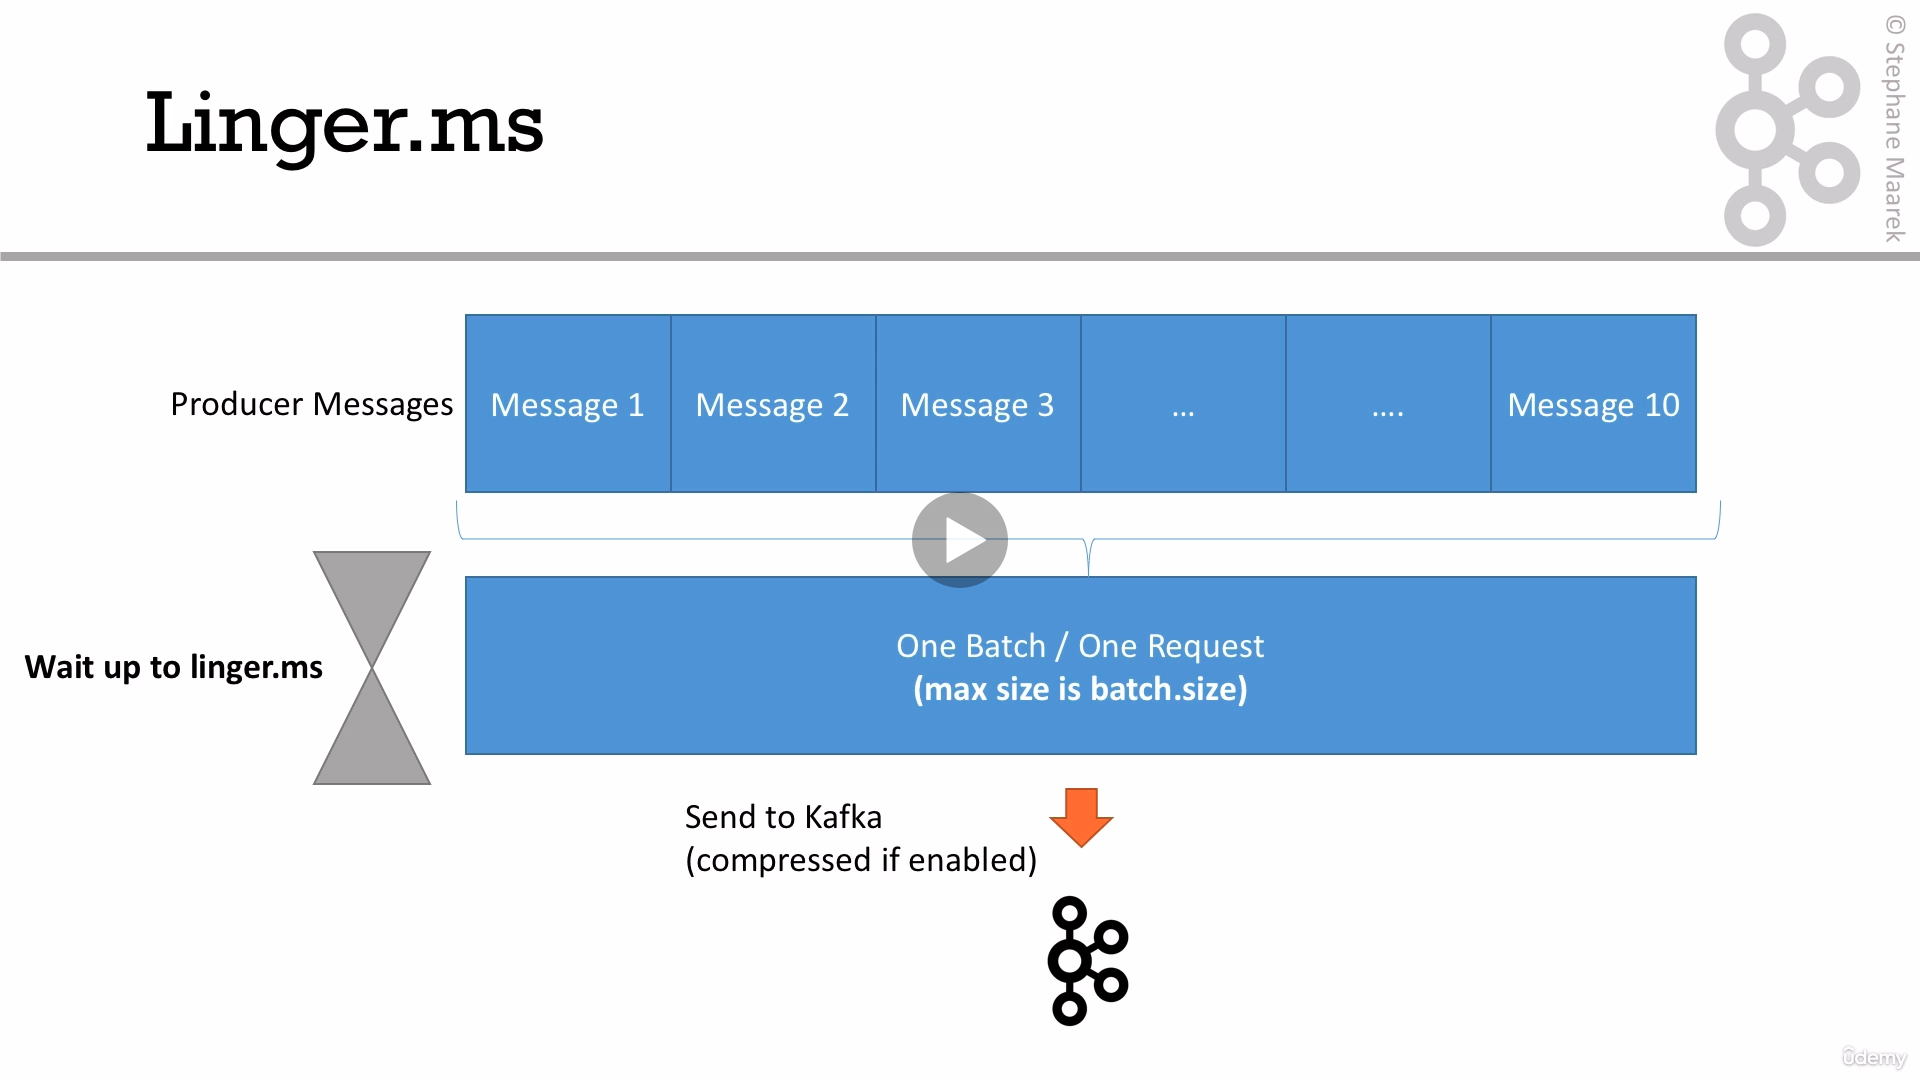 Linger.ms
© Stephane Maarek
Producer Messages
Message 1
Message 2
Message 3
...
....
Message 10
Wait up to linger.ms
One Batch / One Request
(max size is batch.size)
Send to Kafka
(compressed if enabled)
ûdemy